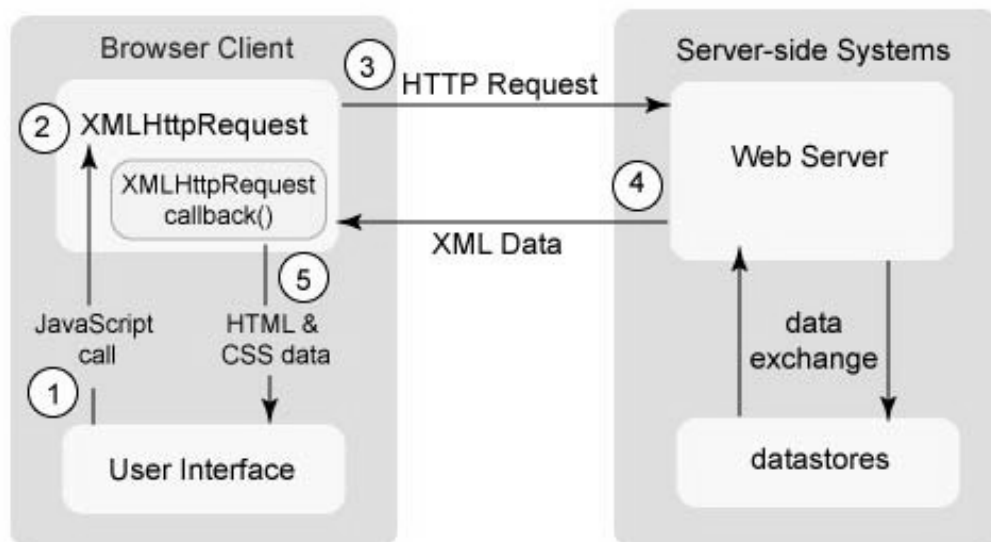 Browser Client
3
HTTP Request
2
XMLHttpRequest
XMLHttpRequest
callback()
4
XML Data
5
JavaScript
call
HTML &
CSS data
1
User Interface
Server-side Systems
Web Server
data
exchange
datastores